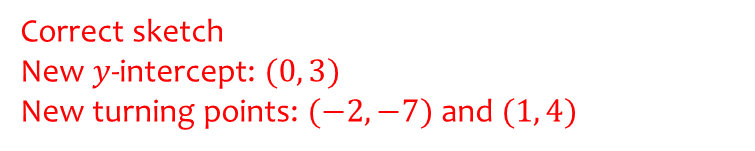 Correct sketch
New y-intercept: (0, 3)
New turning points: (−2, −7) and (1, 4)